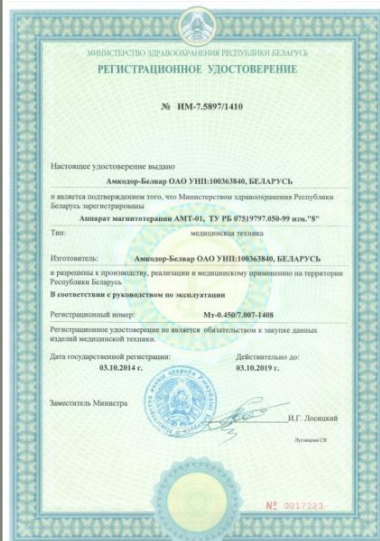 МИНИСТЕРСТВО ЗДРАВООХРАНЕНИЯ РЕСПУБЛИКИ БЕЛАРУСЬ
РЕГИСТРАЦИОННОЕ УДОСТОВЕРЕНИЕ
№ ИМ-7.5897/1410
Настоящее удостоверение выдано
Амкодор-Белвар ОАО УНП:100363840, БЕЛАРУСЬ
и является подтверждением того, что Министерством здравоохранения Республики
Беларусь зарегистрированы
Аппарат магнитотерапии АМТ-01, ТУ РБ 07519797.050-99 изм."8"
Тип: медицинская техника
Изготовитель: Амкодор-Белвар ОАО УНП:100363840, БЕЛАРУСЬ
и разрешены к производству, реализации и медицинскому применению на территории
Республики Беларусь
В соответствии с руководством по эксплуатации
Регистрационный номер: Мт-0.450/7.007-1408
Регистрационное удостоверение не является обязательством к закупке данных
изделий медицинской техники.
Дата государственной регистрации: Действительно до:
03.10.2014 г. 03.10.2019 г.
Заместитель Министра
И.Г. Лосицкий
№ 0017223